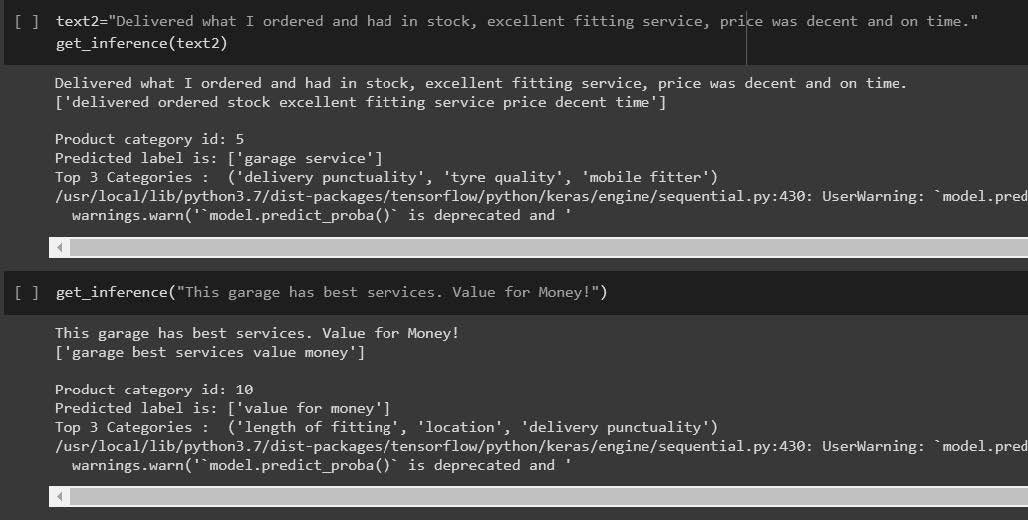 [ ] text2="Delivered what I ordered and had in stock, excellent fitting service, price was decent and on time."
get_inference(text2)
Delivered what I ordered and had in stock, excellent fitting service, price was decent and on time.
['delivered ordered stock excellent fitting service price decent time']
Product category id: 5
Predicted label is: ['garage service']
Top 3 Categories :  ('delivery punctuality', 'tyre quality', 'mobile fitter')
/usr/local/lib/python3.7/dist-packages/tensorflow/python/keras/engine/sequential.py:430: UserWarning: `model.pred
warnings.warn('`model.predict_proba()` is deprecated and '
[ ] get_inference("This garage has best services. Value for Money!")
This garage has best services. Value for Money!
['garage best services value money']
Product category id: 10
Predicted label is: ['value for money']
Top 3 Categories :  ('length of fitting', 'location', 'delivery punctuality')
/usr/local/lib/python3.7/dist-packages/tensorflow/python/keras/engine/sequential.py:430: UserWarning: `model.pred
warnings.warn('`model.predict_proba()` is deprecated and '